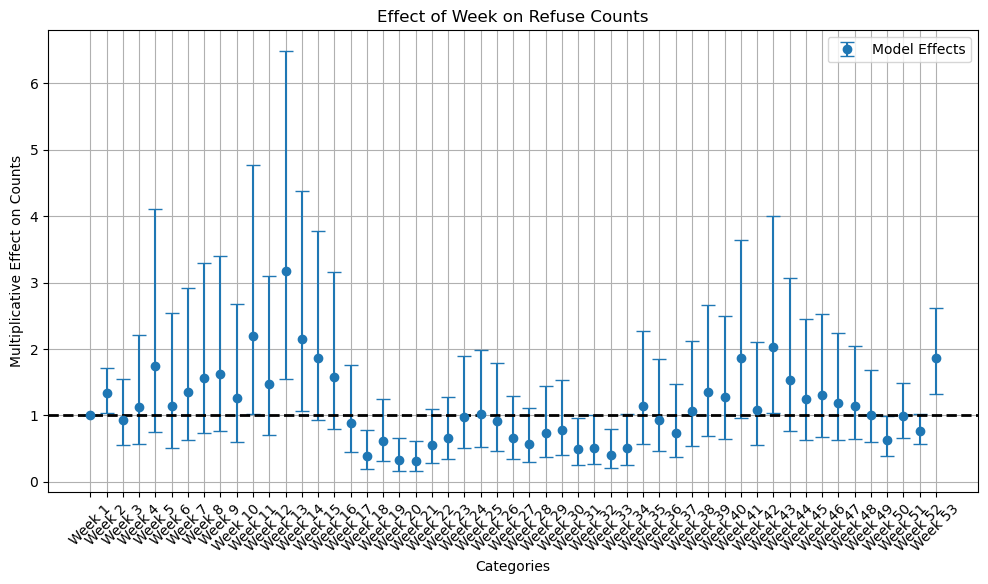 Effect of Week on Refuse Counts
Model Effects
Multiplicative Effect on Counts
6
5
4
3
2
1
0
Week 1
Week 2
Week 3
Week 4
Week 5
Week 6
Week 7
Week 8
Week 9
Week 10
Week 11
Week 12
Week 13
Week 14
Week 15
Week 16
Week 17
Week 18
Week 19
Week 20
Week 21
Week 22
Week 23
Week 24
Week 25
Week 26
Week 27
Week 28
Week 29
Week 30
Week 31
Week 32
Week 33
Week 34
Week 35
Week 36
Week 37
Week 38
Week 39
Week 40
Week 41
Week 42
Week 43
Week 44
Week 45
Week 46
Week 47
Week 48
Week 49
Week 50
Week 51
Week 52
Week 53
Categories